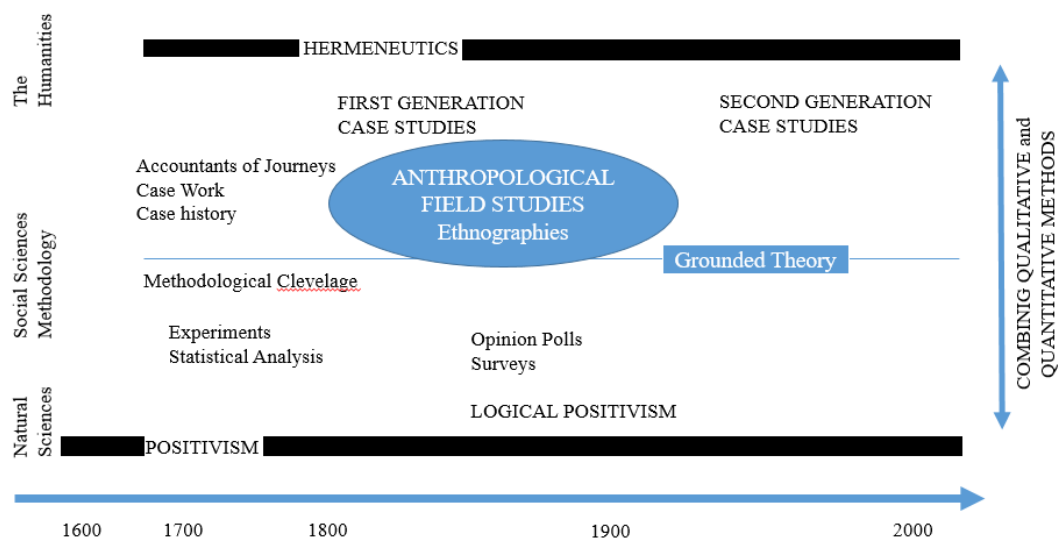 The
Humanities
HERMENEUTICS
FIRST GENERATION
CASE STUDIES
SECOND GENERATION
CASE STUDIES
Accountants of Journeys
Case Work
Case history
ANTHROPOLOGICAL
FIELD STUDIES
Ethnographies
Grounded Theory
Social Sciences
Methodology
Methodological Clevelage
Experiments
Statistical Analysis
Opinion Polls
Surveys
LOGICAL POSITIVISM
Natural
Sciences
POSITIVISM
COMBINIG QUALITATIVE and
QUANTITATIVE METHODS
1600 1700 1800 1900 2000